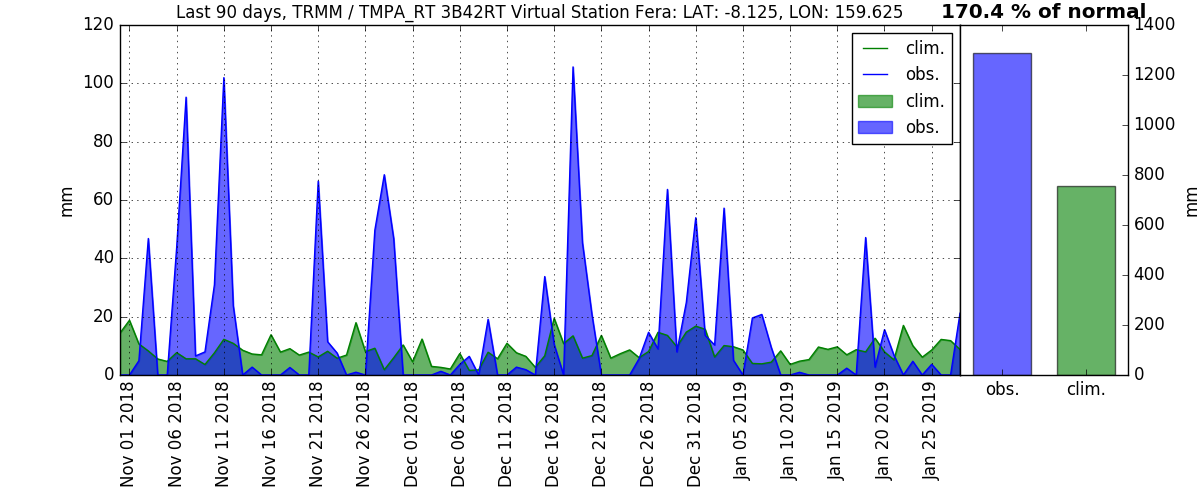 Last 90 days, TRMM / TMPA_RT 3B42RT Virtual Station Fera: LAT: -8.125, LON: 159.625
170.4 % of normal
120
100
80
60
40
20
0
mm
clim.
obs.
clim.
obs.
Nov 01 2018
Nov 06 2018
Nov 11 2018
Nov 16 2018
Nov 21 2018
Nov 26 2018
Dec 01 2018
Dec 06 2018
Dec 11 2018
Dec 16 2018
Dec 21 2018
Dec 26 2018
Dec 31 2018
Jan 05 2019
Jan 10 2019
Jan 15 2019
Jan 20 2019
Jan 25 2019
1400
1200
1000
800
600
400
200
0
mm
obs.
clim.